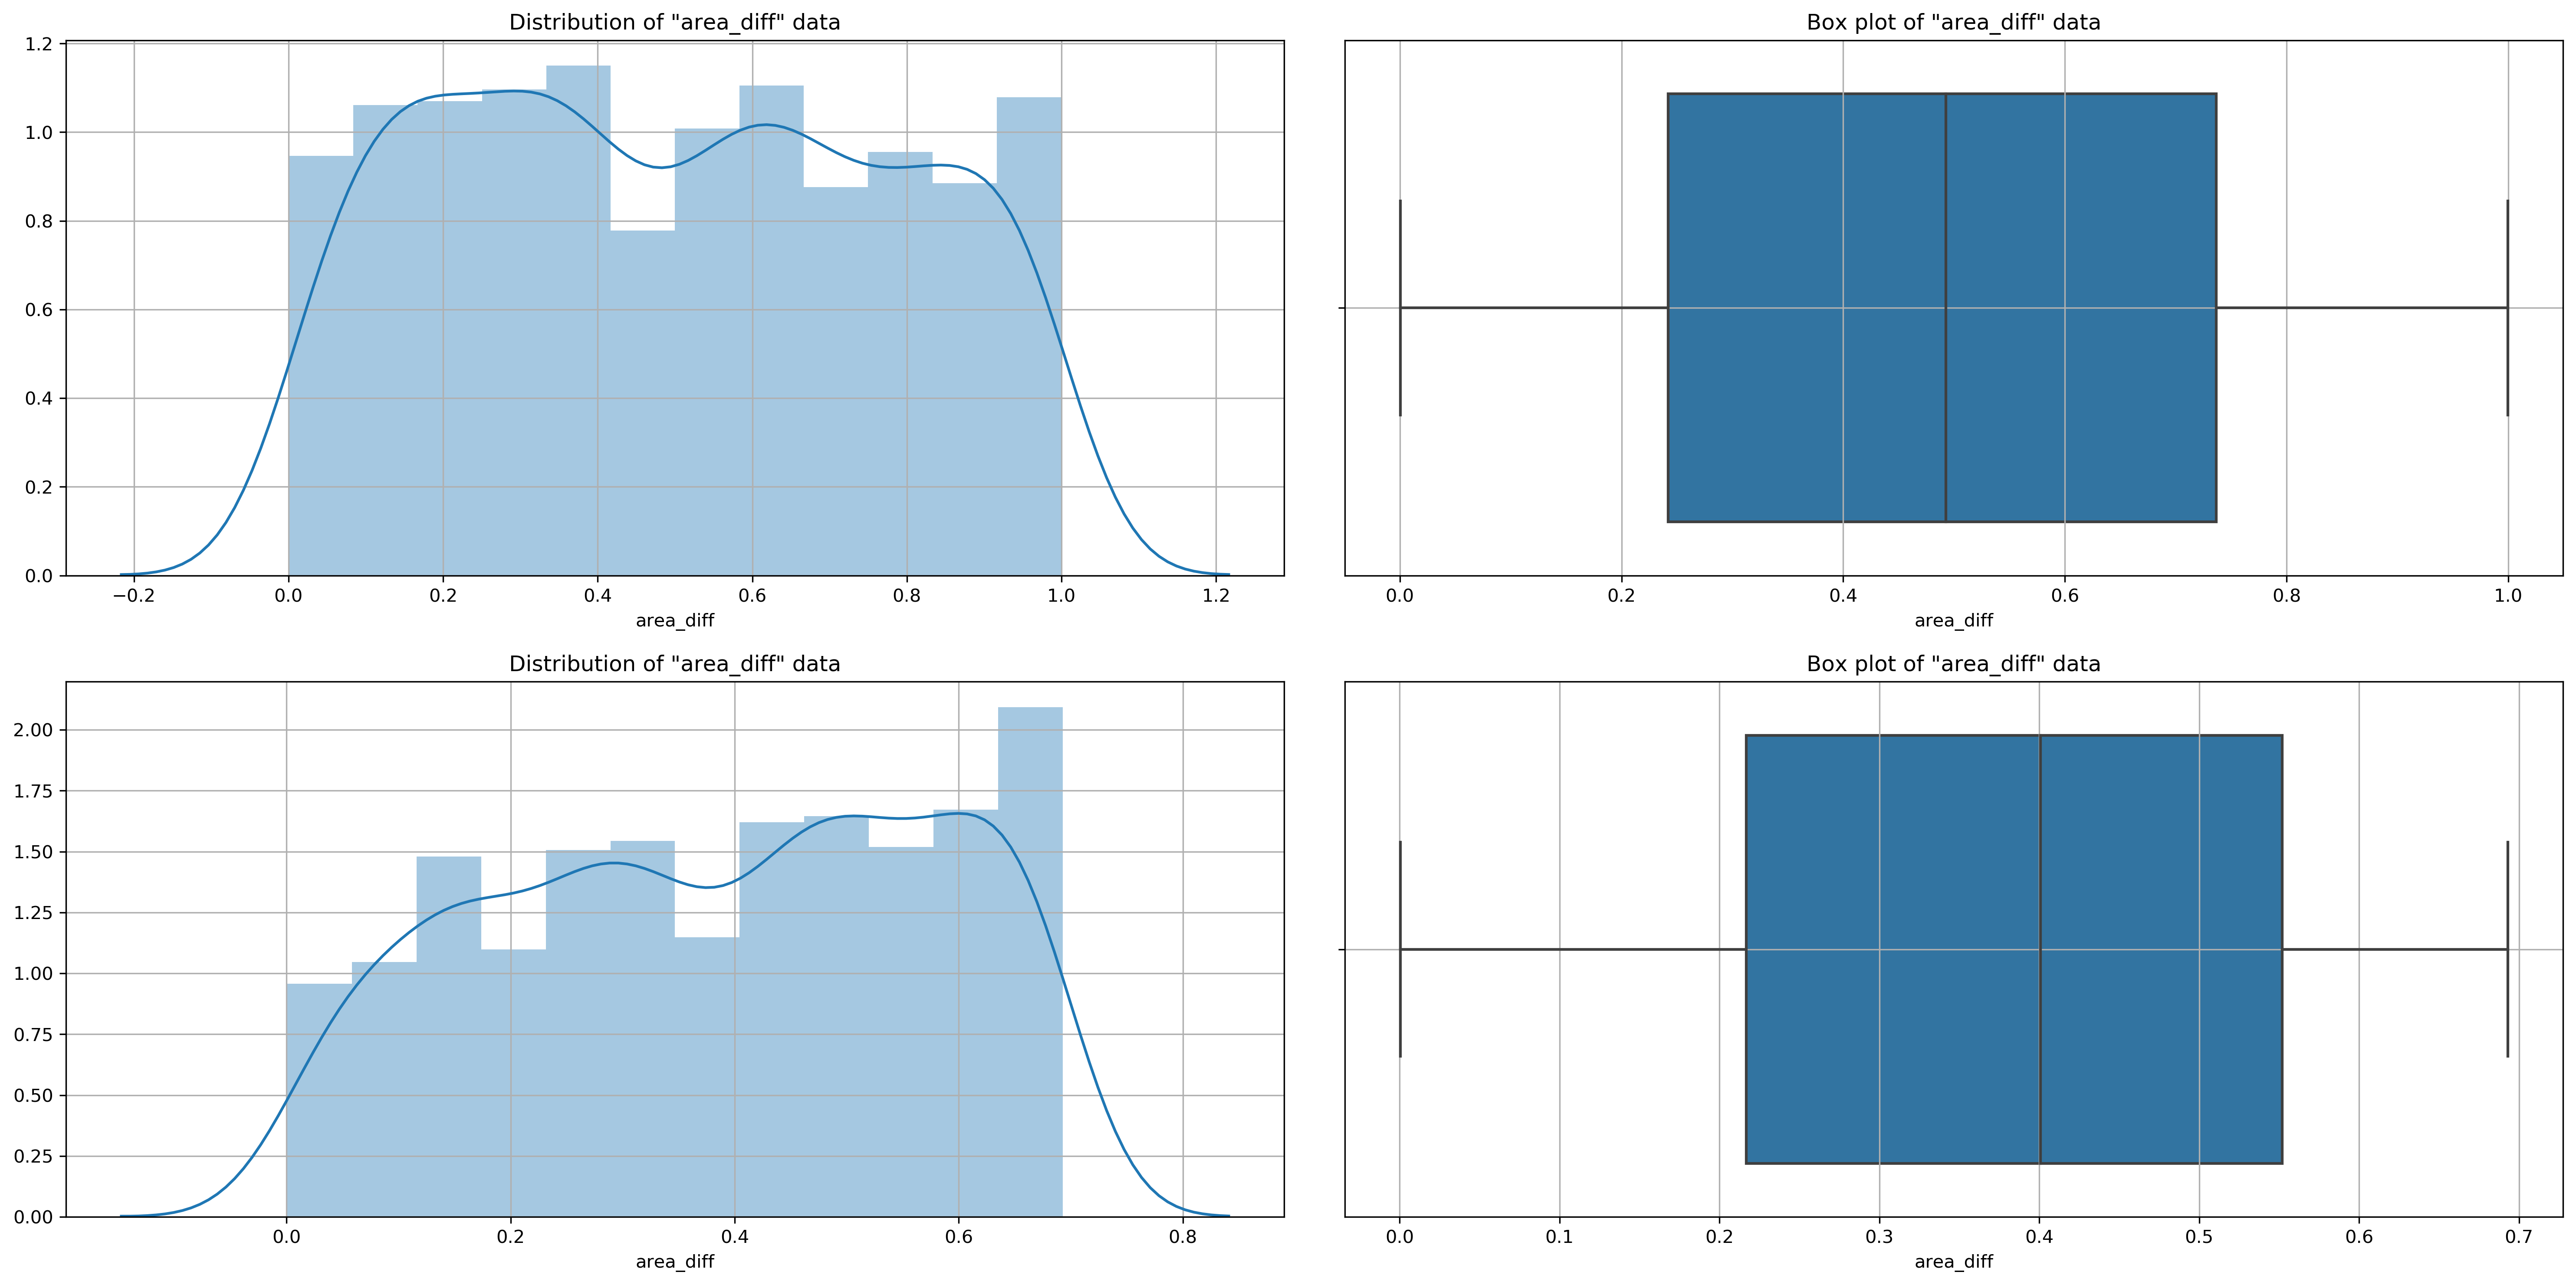 Distribution of "area_diff" data
1.2
1.0
0.8
0.6
0.4
0.2
0.0
−0.2 0.0 0.2 0.4 0.6 0.8 1.0 1.2
area_diff
Box plot of "area_diff" data
0.0 0.2 0.4 0.6 0.8 1.0
area_diff
Distribution of "area_diff" data
2.00
1.75
1.50
1.25
1.00
0.75
0.50
0.25
0.00
0.0 0.2 0.4 0.6 0.8
area_diff
Box plot of "area_diff" data
0.0 0.1 0.2 0.3 0.4 0.5 0.6 0.7
area_diff